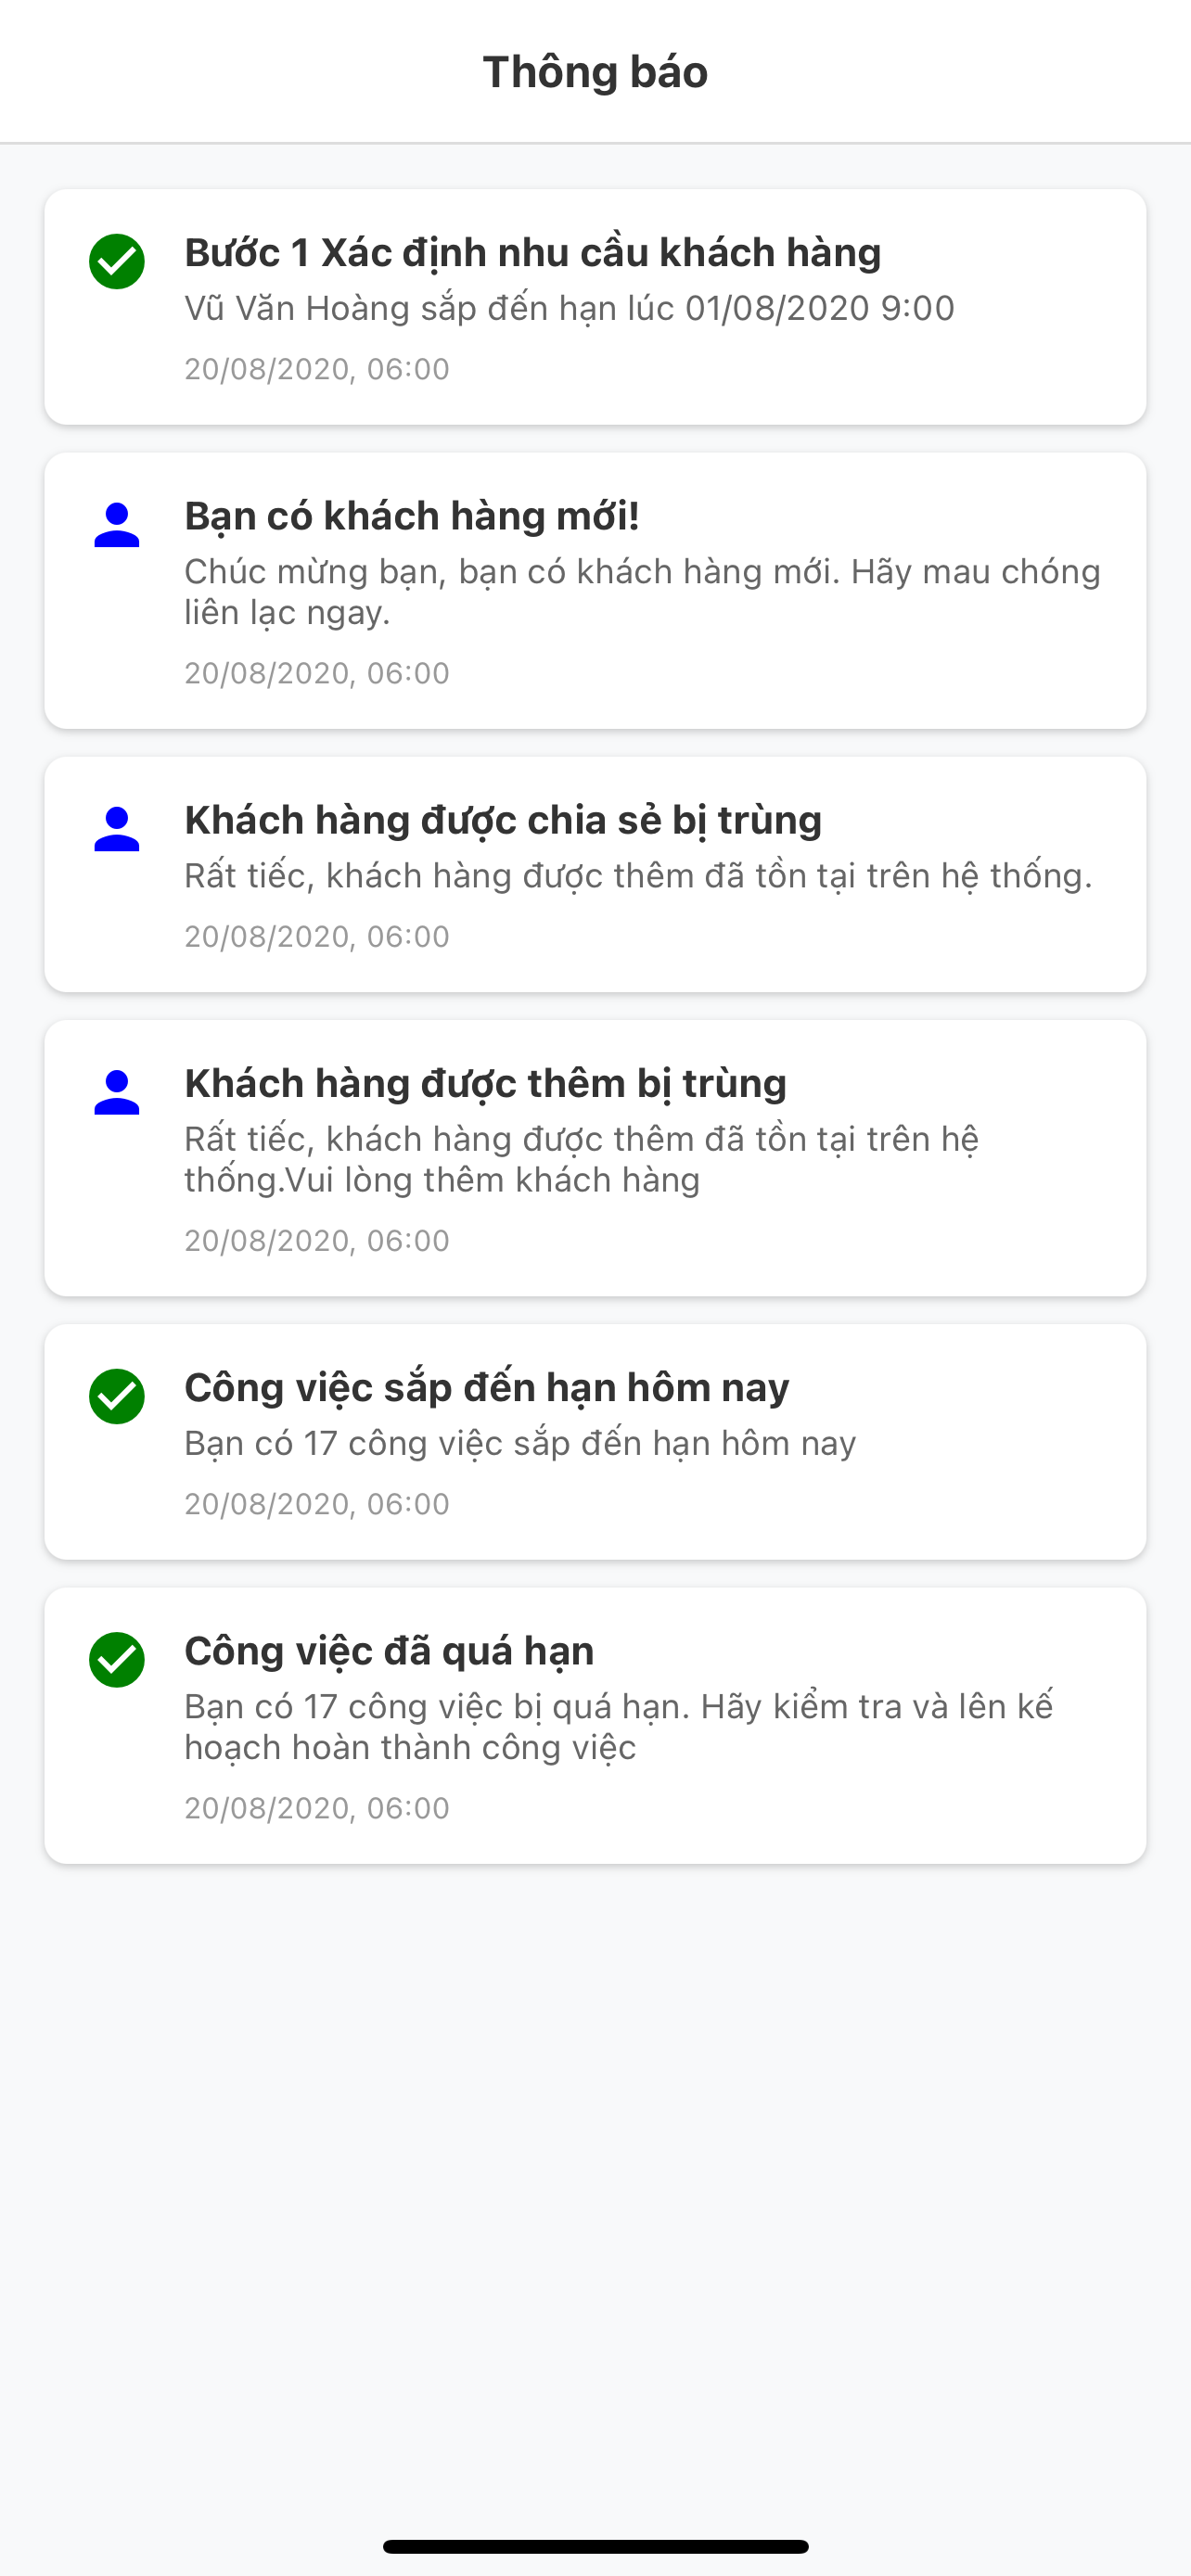 Thông báo
Bước 1 Xác định nhu cầu khách hàng
Vũ Văn Hoàng sắp đến hạn lúc 01/08/2020 9:00
20/08/2020, 06:00
Bạn có khách hàng mới!
Chúc mừng bạn, bạn có khách hàng mới. Hãy mau chóng
liên lạc ngay.
20/08/2020, 06:00
Khách hàng được chia sẻ bị trùng
Rất tiếc, khách hàng được thêm đã tồn tại trên hệ thống.
20/08/2020, 06:00
Khách hàng được thêm bị trùng
Rất tiếc, khách hàng được thêm đã tồn tại trên hệ
thống.Vui lòng thêm khách hàng
20/08/2020, 06:00
Công việc sắp đến hạn hôm nay
Bạn có 17 công việc sắp đến hạn hôm nay
20/08/2020, 06:00
Công việc đã quá hạn
Bạn có 17 công việc bị quá hạn. Hãy kiểm tra và lên kế
hoạch hoàn thành công việc
20/08/2020, 06:00